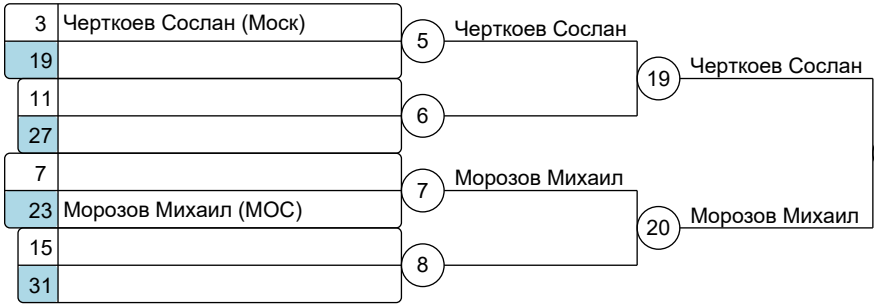 3 Черткоев Сослан (Моск)
5 Черткоев Сослан
19
19 Черткоев Сослан
11
6
27
7
7 Морозов Михаил
23 Морозов Михаил (МОС)
20 Морозов Михаил
15
8
31